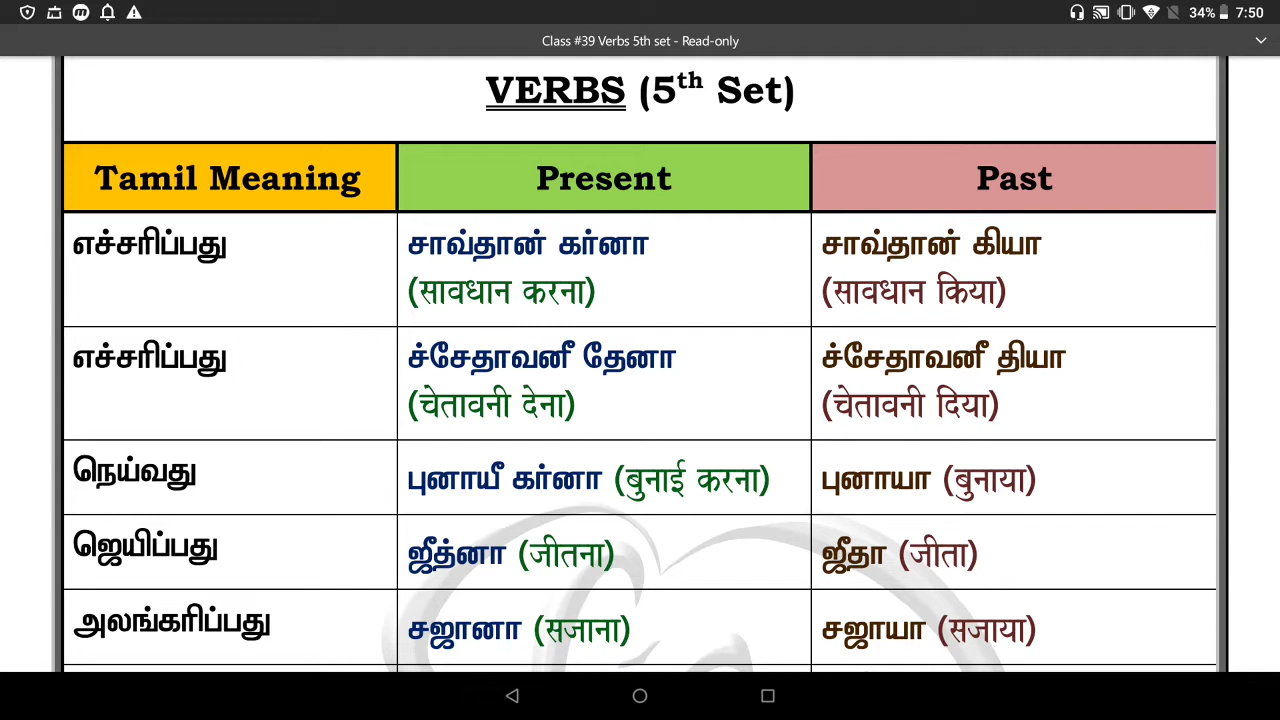 34% 7:50
Class #39 Verbs 5th set - Read-only
VERBS (5th Set)
Tamil Meaning Present Past
எச்சரிப்பது சாவ்தான் கர்னா சாவ்தான் கியா
(सावधान करना) (सावधान किया)
எச்சரிப்பது ச்சேதாவனீ தேனா ச்சேதாவனீ தியா
(चेतावनी देना) (चेतावनी दिया)
நெய்வது புனாயீ கர்னா (बुनाई करना) புனாயா (बुनाया)
ஜெயிப்பது ஜீத்னா (जीतना) ஜீதா (जीता)
அலங்கரிப்பது சஜானா (सजाना) சஜாயா (सजाया)